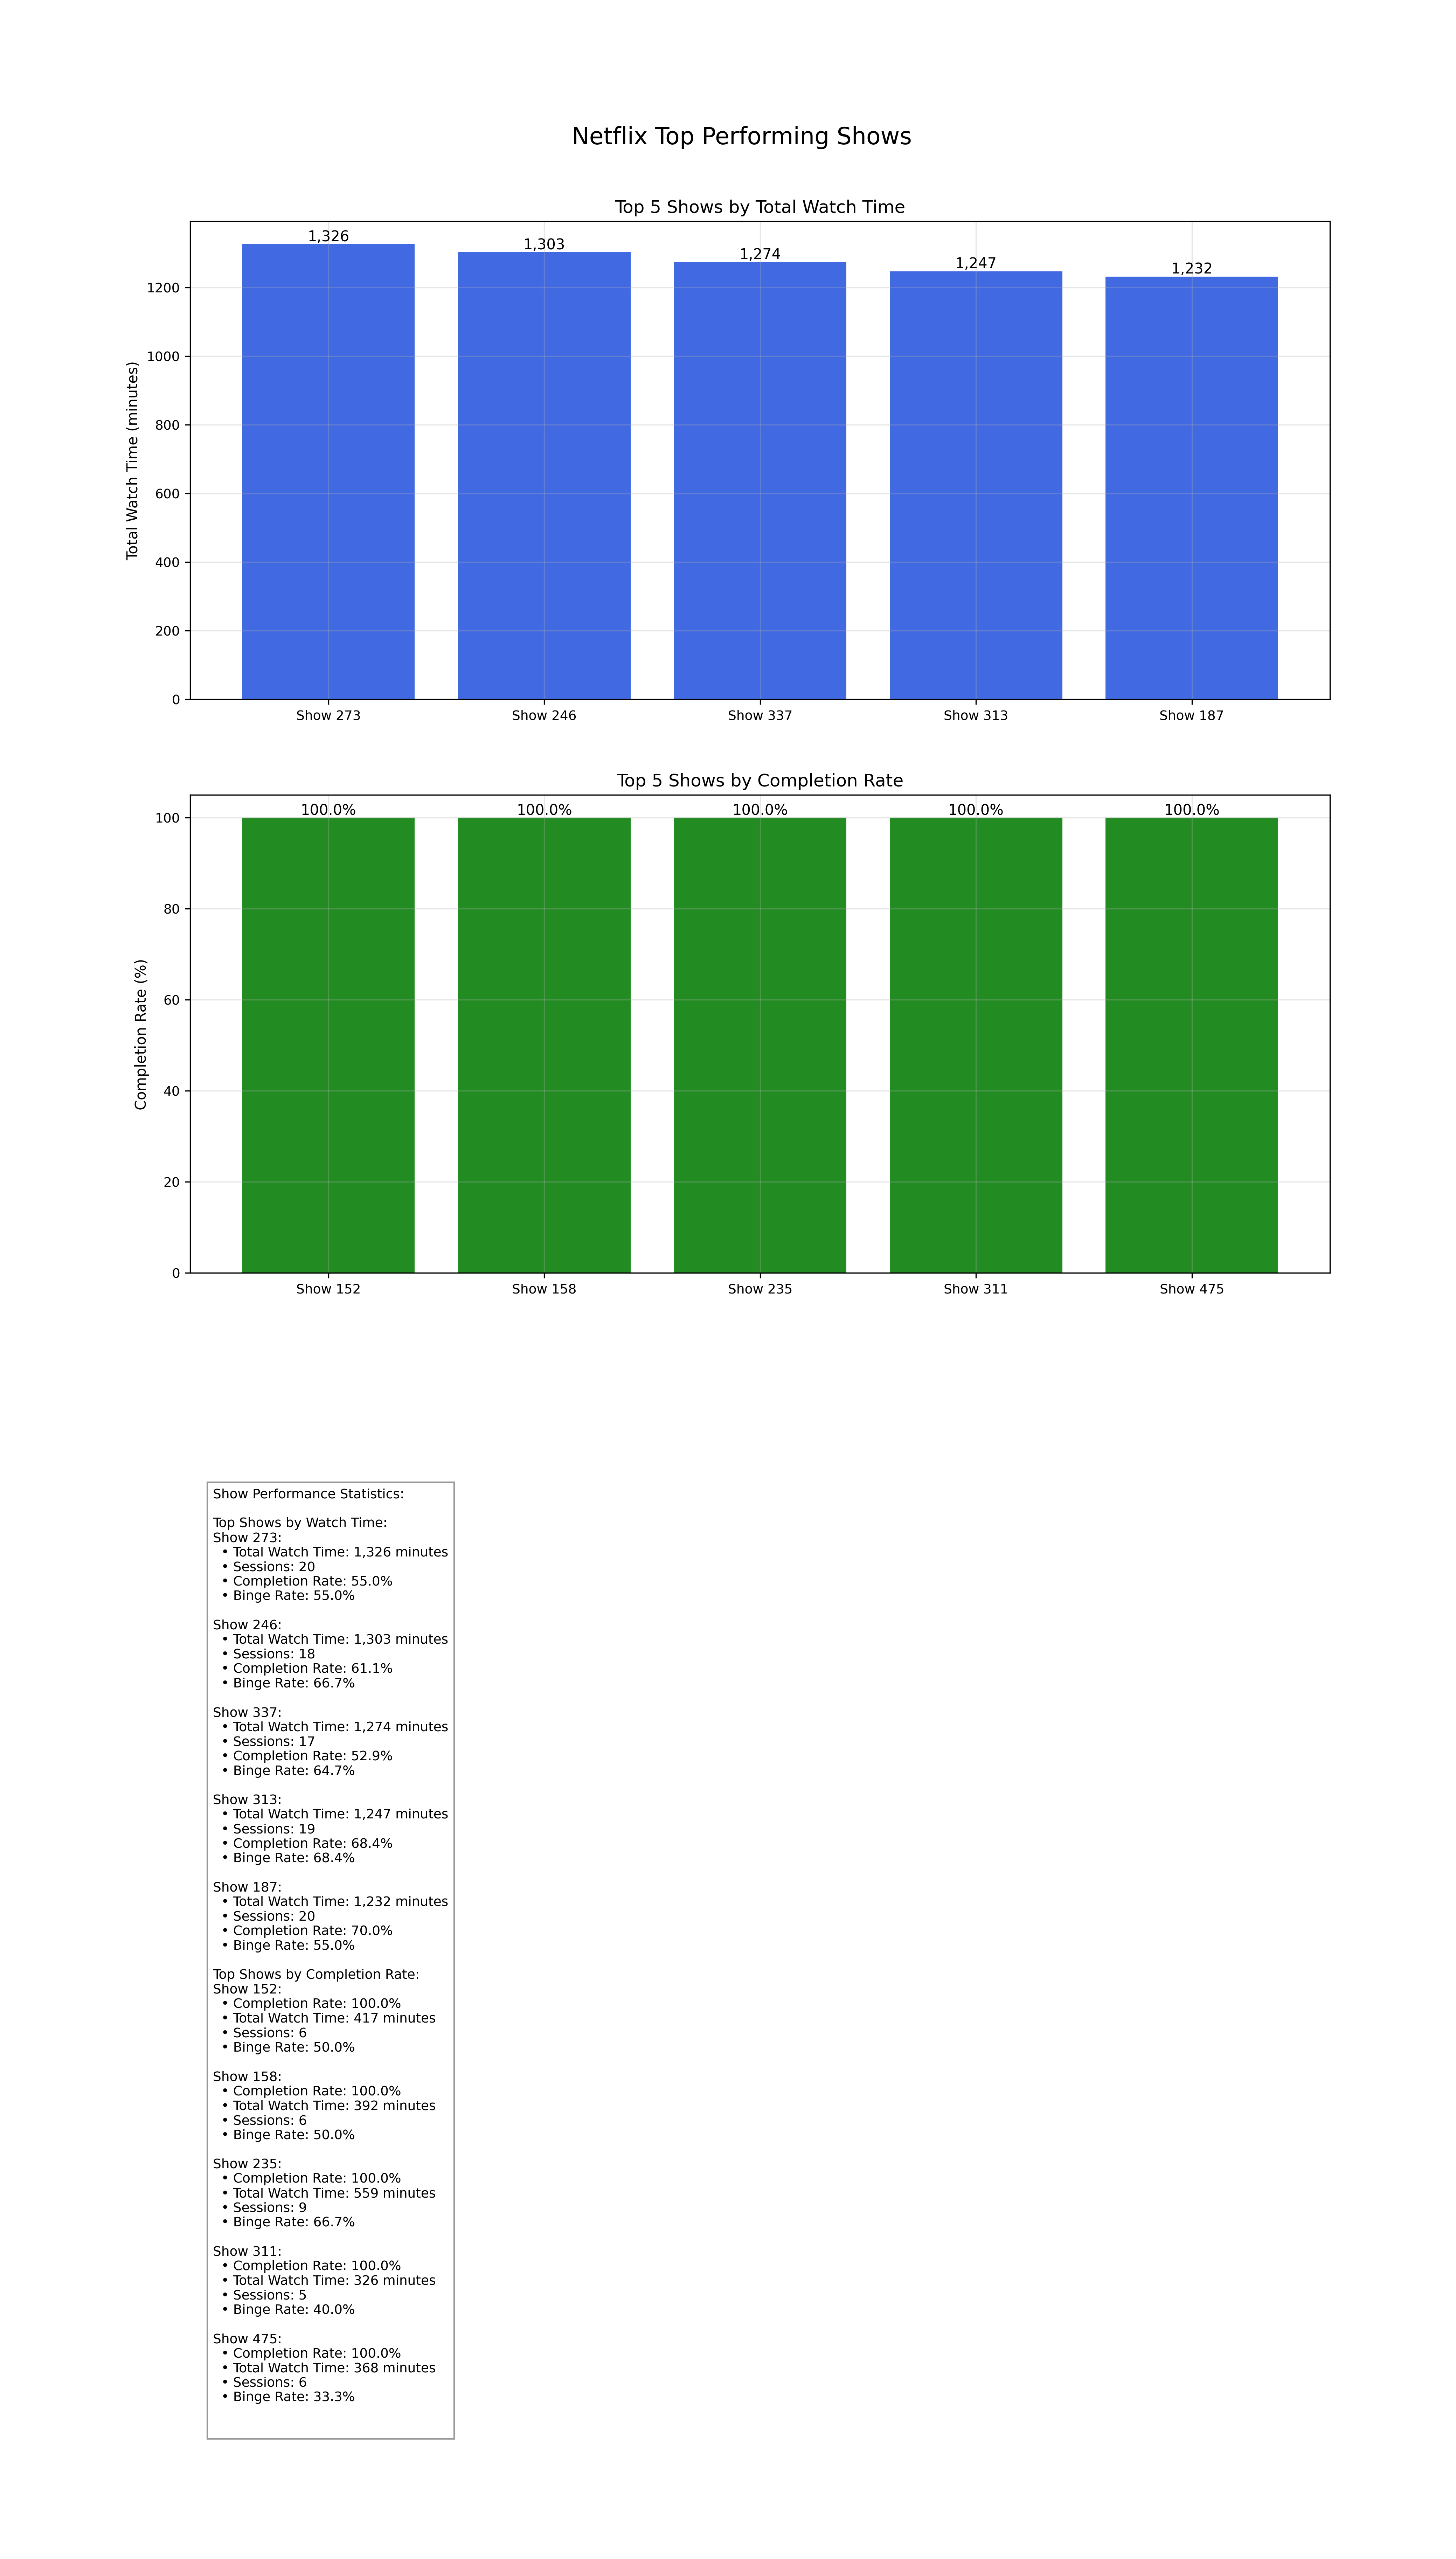 Netflix Top Performing Shows
Top 5 Shows by Total Watch Time
Total Watch Time (minutes)
1200
1000
800
600
400
200
0
1,326
1,303
1,274
1,247
1,232
Show 273
Show 246
Show 337
Show 313
Show 187
Top 5 Shows by Completion Rate
Completion Rate (%)
100
80
60
40
20
0
100.0%
100.0%
100.0%
100.0%
100.0%
Show 152
Show 158
Show 235
Show 311
Show 475
Show Performance Statistics:
Top Shows by Watch Time:
Show 273:
• Total Watch Time: 1,326 minutes
• Sessions: 20
• Completion Rate: 55.0%
• Binge Rate: 55.0%
Show 246:
• Total Watch Time: 1,303 minutes
• Sessions: 18
• Completion Rate: 61.1%
• Binge Rate: 66.7%
Show 337:
• Total Watch Time: 1,274 minutes
• Sessions: 17
• Completion Rate: 52.9%
• Binge Rate: 64.7%
Show 313:
• Total Watch Time: 1,247 minutes
• Sessions: 19
• Completion Rate: 68.4%
• Binge Rate: 68.4%
Show 187:
• Total Watch Time: 1,232 minutes
• Sessions: 20
• Completion Rate: 70.0%
• Binge Rate: 55.0%
Top Shows by Completion Rate:
Show 152:
• Completion Rate: 100.0%
• Total Watch Time: 417 minutes
• Sessions: 6
• Binge Rate: 50.0%
Show 158:
• Completion Rate: 100.0%
• Total Watch Time: 392 minutes
• Sessions: 6
• Binge Rate: 50.0%
Show 235:
• Completion Rate: 100.0%
• Total Watch Time: 559 minutes
• Sessions: 9
• Binge Rate: 66.7%
Show 311:
• Completion Rate: 100.0%
• Total Watch Time: 326 minutes
• Sessions: 5
• Binge Rate: 40.0%
Show 475:
• Completion Rate: 100.0%
• Total Watch Time: 368 minutes
• Sessions: 6
• Binge Rate: 33.3%